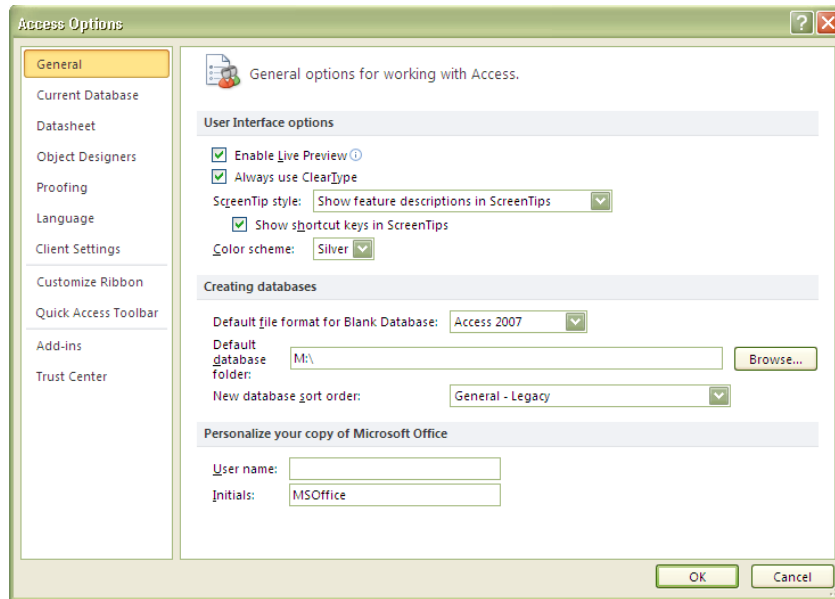 Access Options
General
Current Database
Datasheet
Object Designers
Proofing
Language
Client Settings
Customize Ribbon
Quick Access Toolbar
Add-ins
Trust Center
General options for working with Access.
User Interface options
Enable Live Preview
Always use ClearType
ScreenTip style: Show feature descriptions in ScreenTips
Show shortcut keys in ScreenTips
Color scheme: Silver
Creating databases
Default file format for Blank Database: Access 2007
Default
database
folder:
M:\
Browse...
New database sort order: General - Legacy
Personalize your copy of Microsoft Office
User name:
Initials: MSOffice
OK Cancel